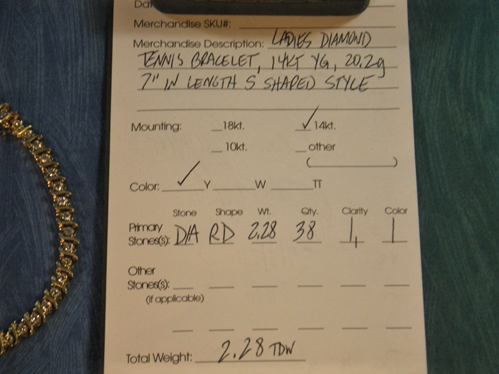 Merchandise SKU#:
Merchandise Description: LADIES DIAMOND
TENNIS BRACELET, 14KT YG, 20.2g
7" IN LENGTH S SHAPED STYLE
Mounting: 18kt. ✓ 14kt.
10kt. other
( )
Color: ✓ Y W TT
Stone Shape Wt. Qty. Clarity Color
Primary
Stones(s): DIA RD 2.28 38 I1 I
Other
Stones(s):
(if applicable)
Total Weight: 2.28 TDW